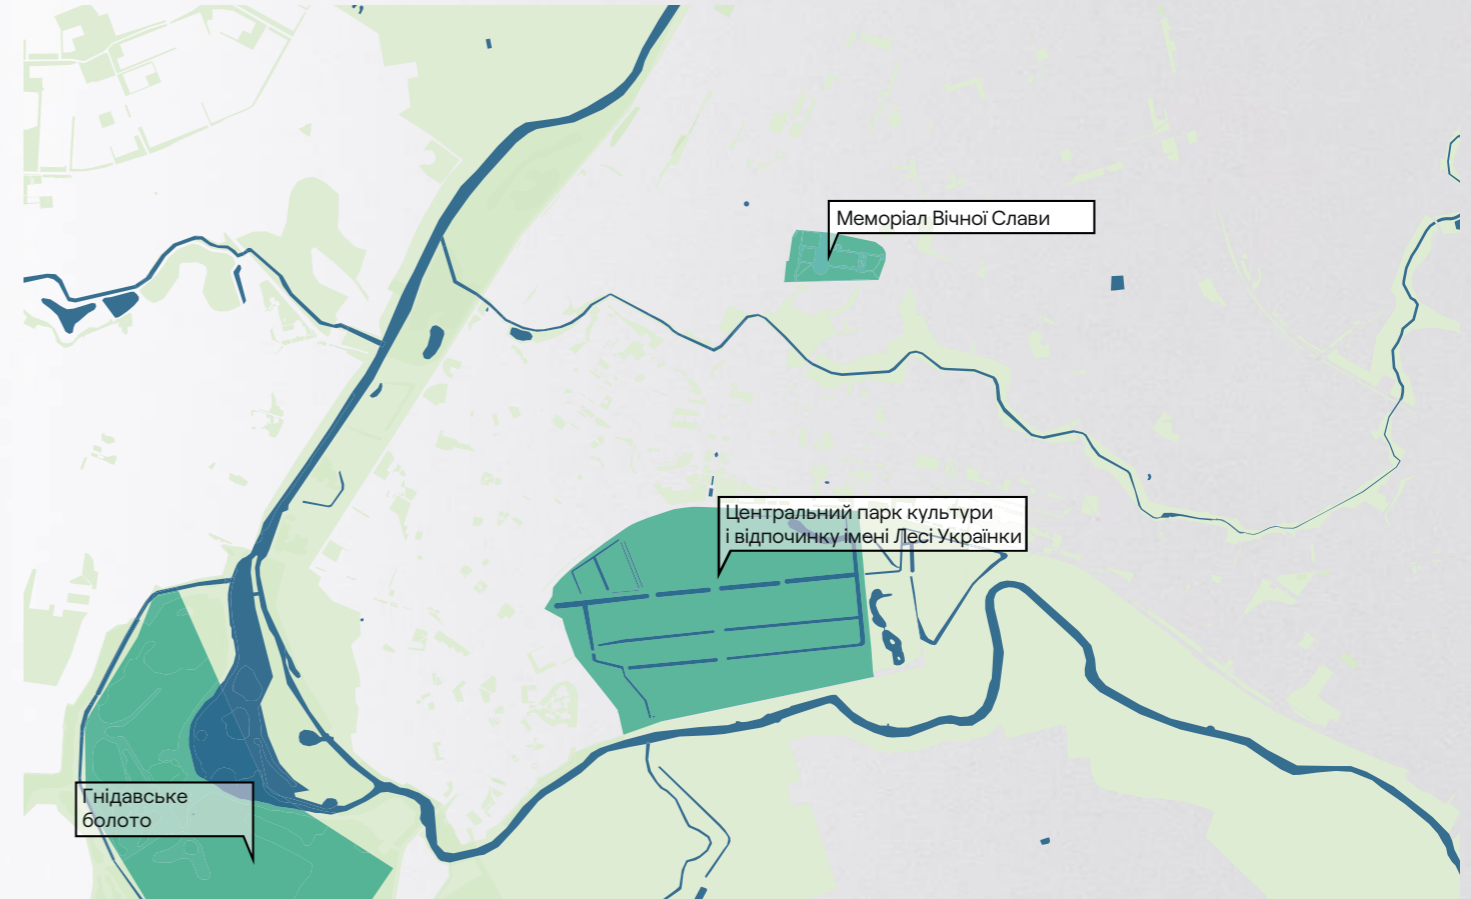 Меморіал Вічної Слави
Центральний парк культури
і відпочинку імені Лесі Українки
Гнідавське
болото